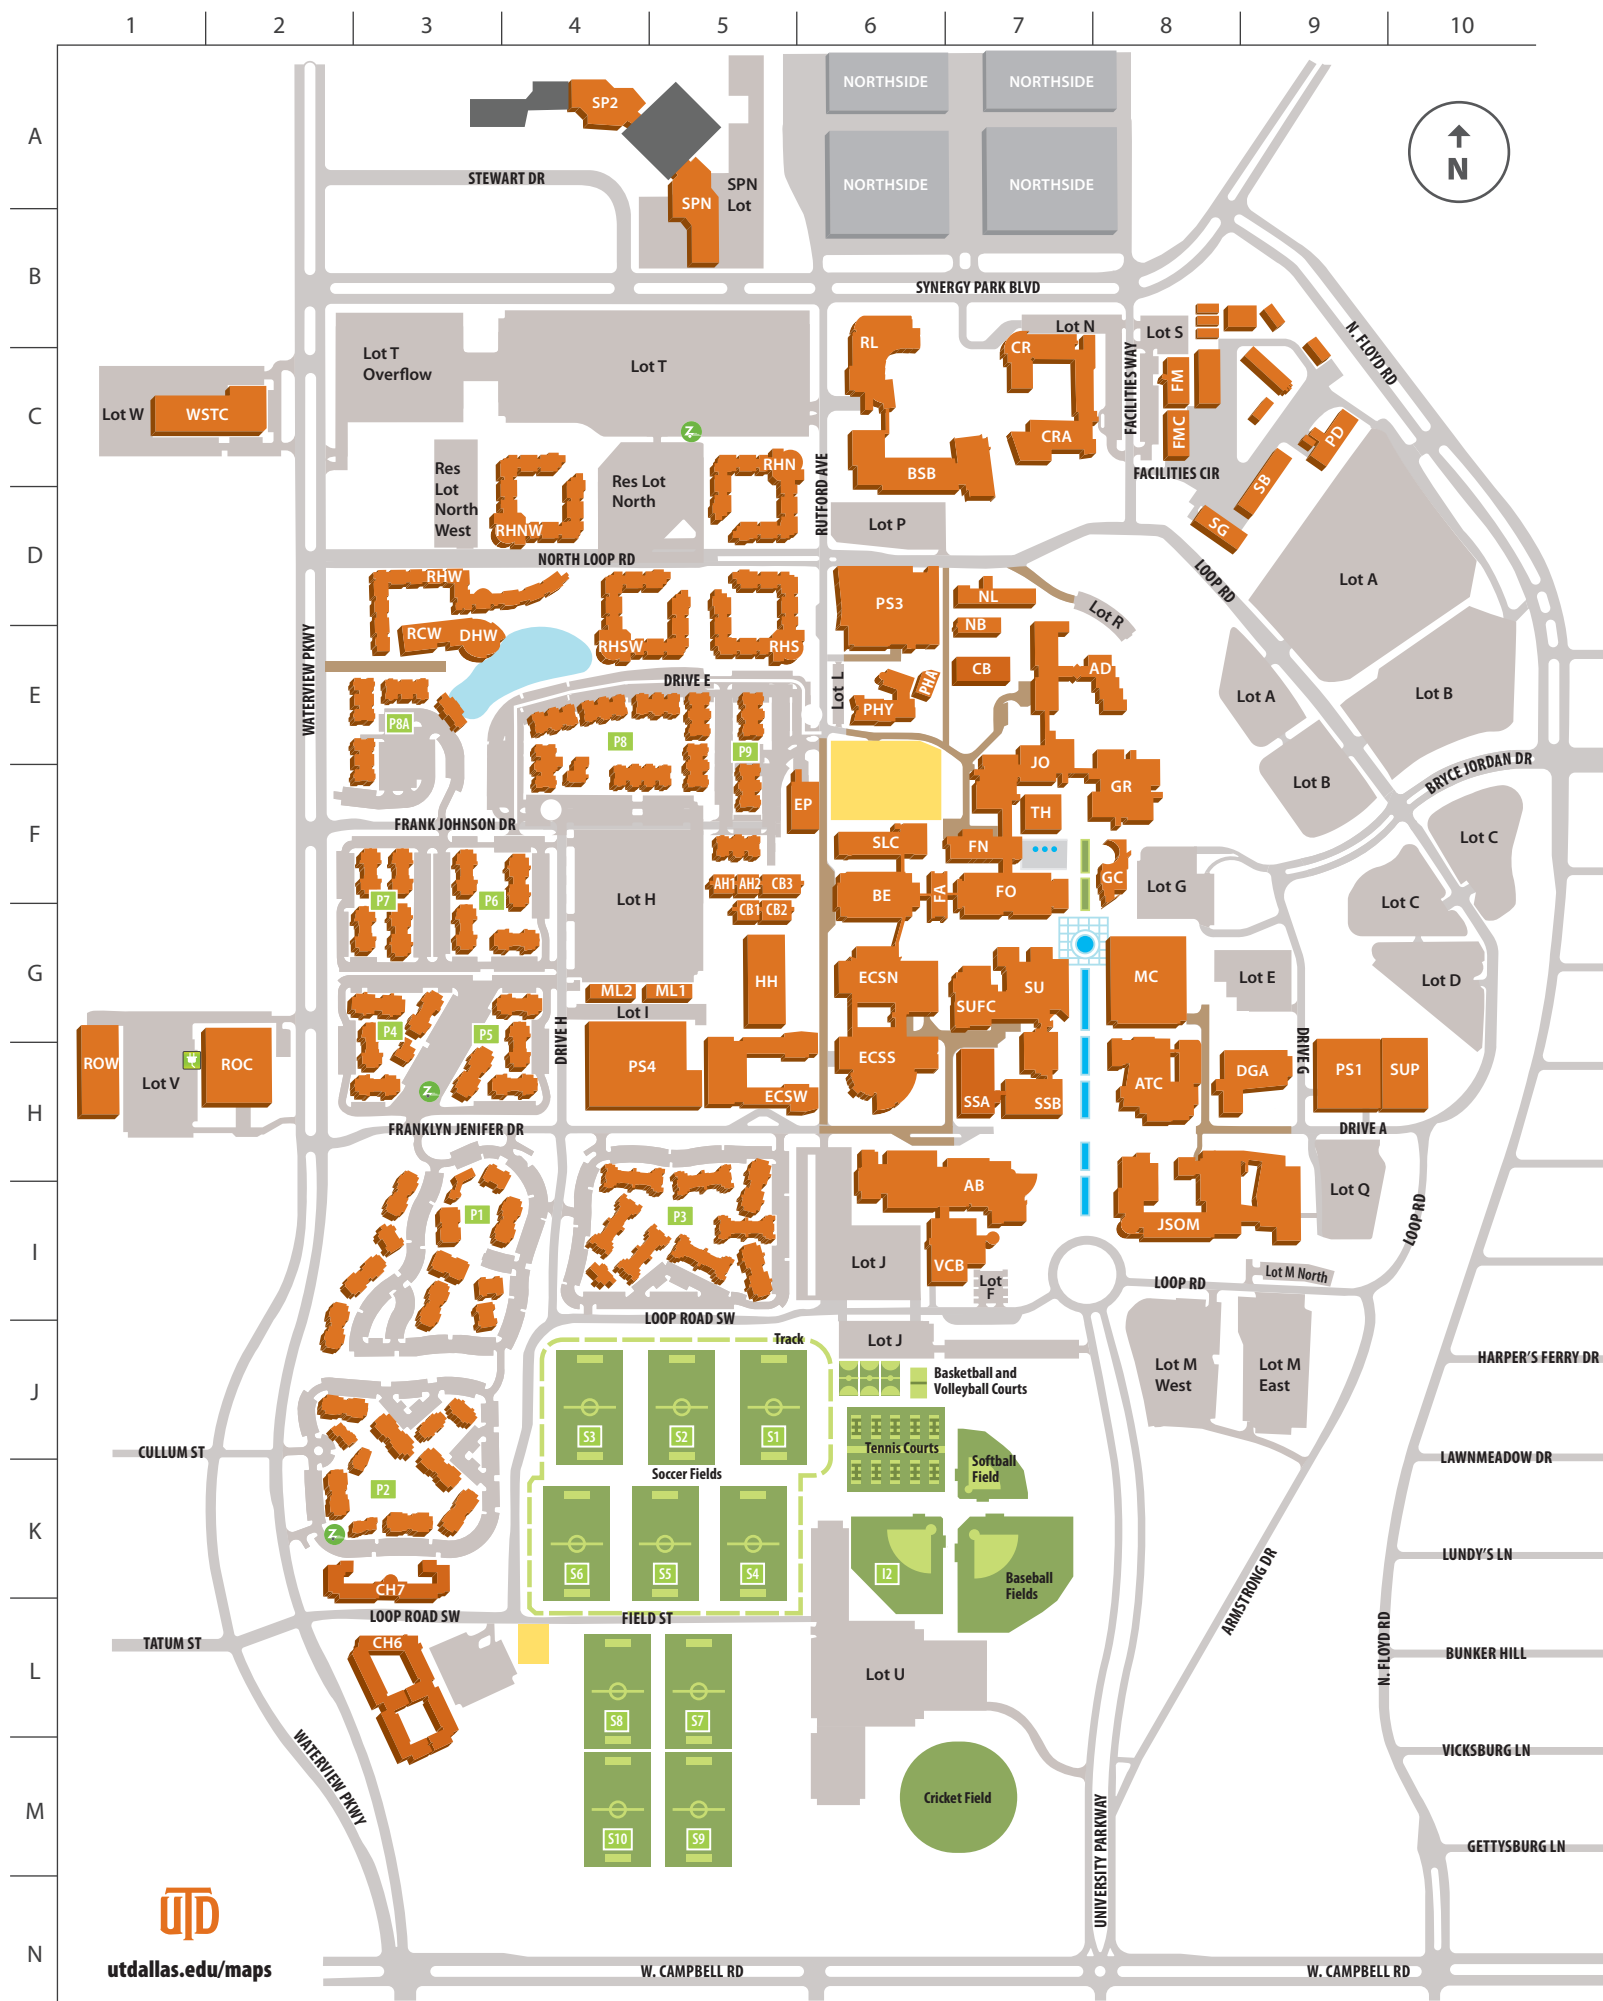 1 2 3 4 5 6 7 8 9 10
A
B
C
D
E
F
G
H
I
J
K
L
M
N
NORTHSIDE
NORTHSIDE
NORTHSIDE
NORTHSIDE
N
SP2
STEWART DR
SPN
SPN
Lot
SYNERGY PARK BLVD
N. FLOYD RD
Lot T
Overflow
Lot T
RL
CR
Lot N
Lot S
FACILITIES WAY
FM
FMC
Lot W
WSTC
Z
CRA
PD
Res
Lot
North
West
RHNW
Res Lot
North
RHN
RUTFORD AVE
BSB
FACILITIES CIR
SB
SG
Lot P
NORTH LOOP RD
LOOP RD
Lot A
RHW
RCW
DHW
RHSW
RHS
PS3
NL
NB
Lot R
WATERVIEW PKWY
CB
AD
PHA
PHY
Lot L
DRIVE E
Lot A
Lot B
P8A
P8
P9
JO
GR
Lot B
BRYCE JORDAN DR
EP
TH
FRANK JOHNSON DR
SLC
FN
Lot C
P7
P6
Lot H
AH1
AH2
CB3
CB1
CB2
BE
FA
FO
GC
Lot G
Lot C
HH
ECSN
SUFC
SU
MC
Lot E
Lot D
ML2
ML1
Lot I
P4
P5
DRIVE H
DRIVE G
ROW
Lot V
ROC
Z
PS4
ECSW
ECSS
SSA
SSB
ATC
DGA
PS1
SUP
FRANKLYN JENIFER DR
DRIVE A
P1
P3
AB
VCB
JSOM
Lot Q
LOOP RD
Lot J
Lot
F
LOOP RD
Lot M North
LOOP ROAD SW
Track
Lot J
Basketball and
Volleyball Courts
Lot M
West
Lot M
East
HARPER'S FERRY DR
S3
S2
S1
Soccer Fields
Tennis Courts
Softball
Field
CULLUM ST
LAWNMEADOW DR
P2
Z
S6
S5
S4
I2
Baseball
Fields
LUNDY'S LN
CH7
LOOP ROAD SW
FIELD ST
ARMSTRONG DR
N. FLOYD RD
TATUM ST
CH6
Lot U
BUNKER HILL
S8
S7
WATERVIEW PKWY
VICKSBURG LN
S10
S9
Cricket Field
UNIVERSITY PARKWAY
GETTYSBURG LN
UTD
utdallas.edu/maps
W. CAMPBELL RD
W. CAMPBELL RD